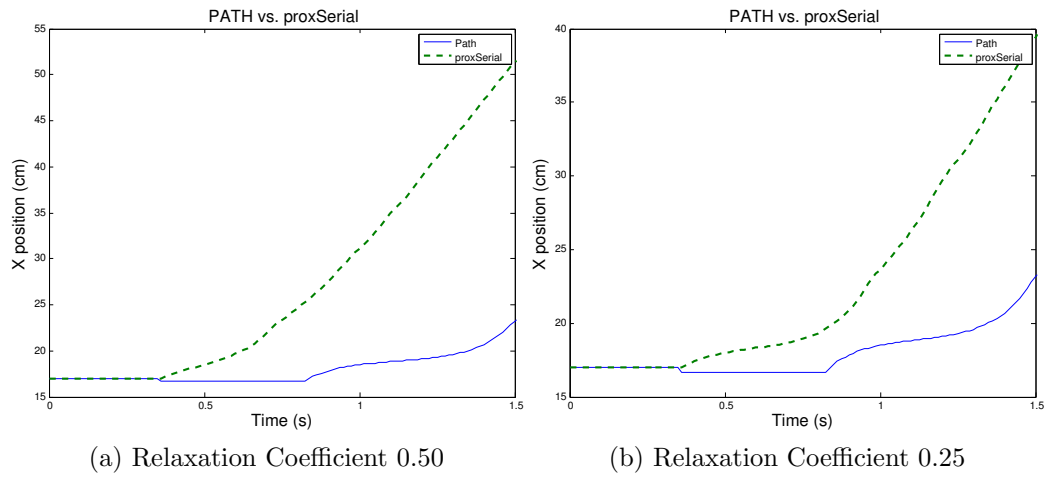 PATH vs. proxSerial
55
50
45
40
35
30
25
20
15
0
0.5
1
1.5
X position (cm)
Time (s)
Path
proxSerial
(a) Relaxation Coefficient 0.50
PATH vs. proxSerial
40
35
30
25
20
15
0
0.5
1
1.5
X position (cm)
Time (s)
Path
proxSerial
(b) Relaxation Coefficient 0.25